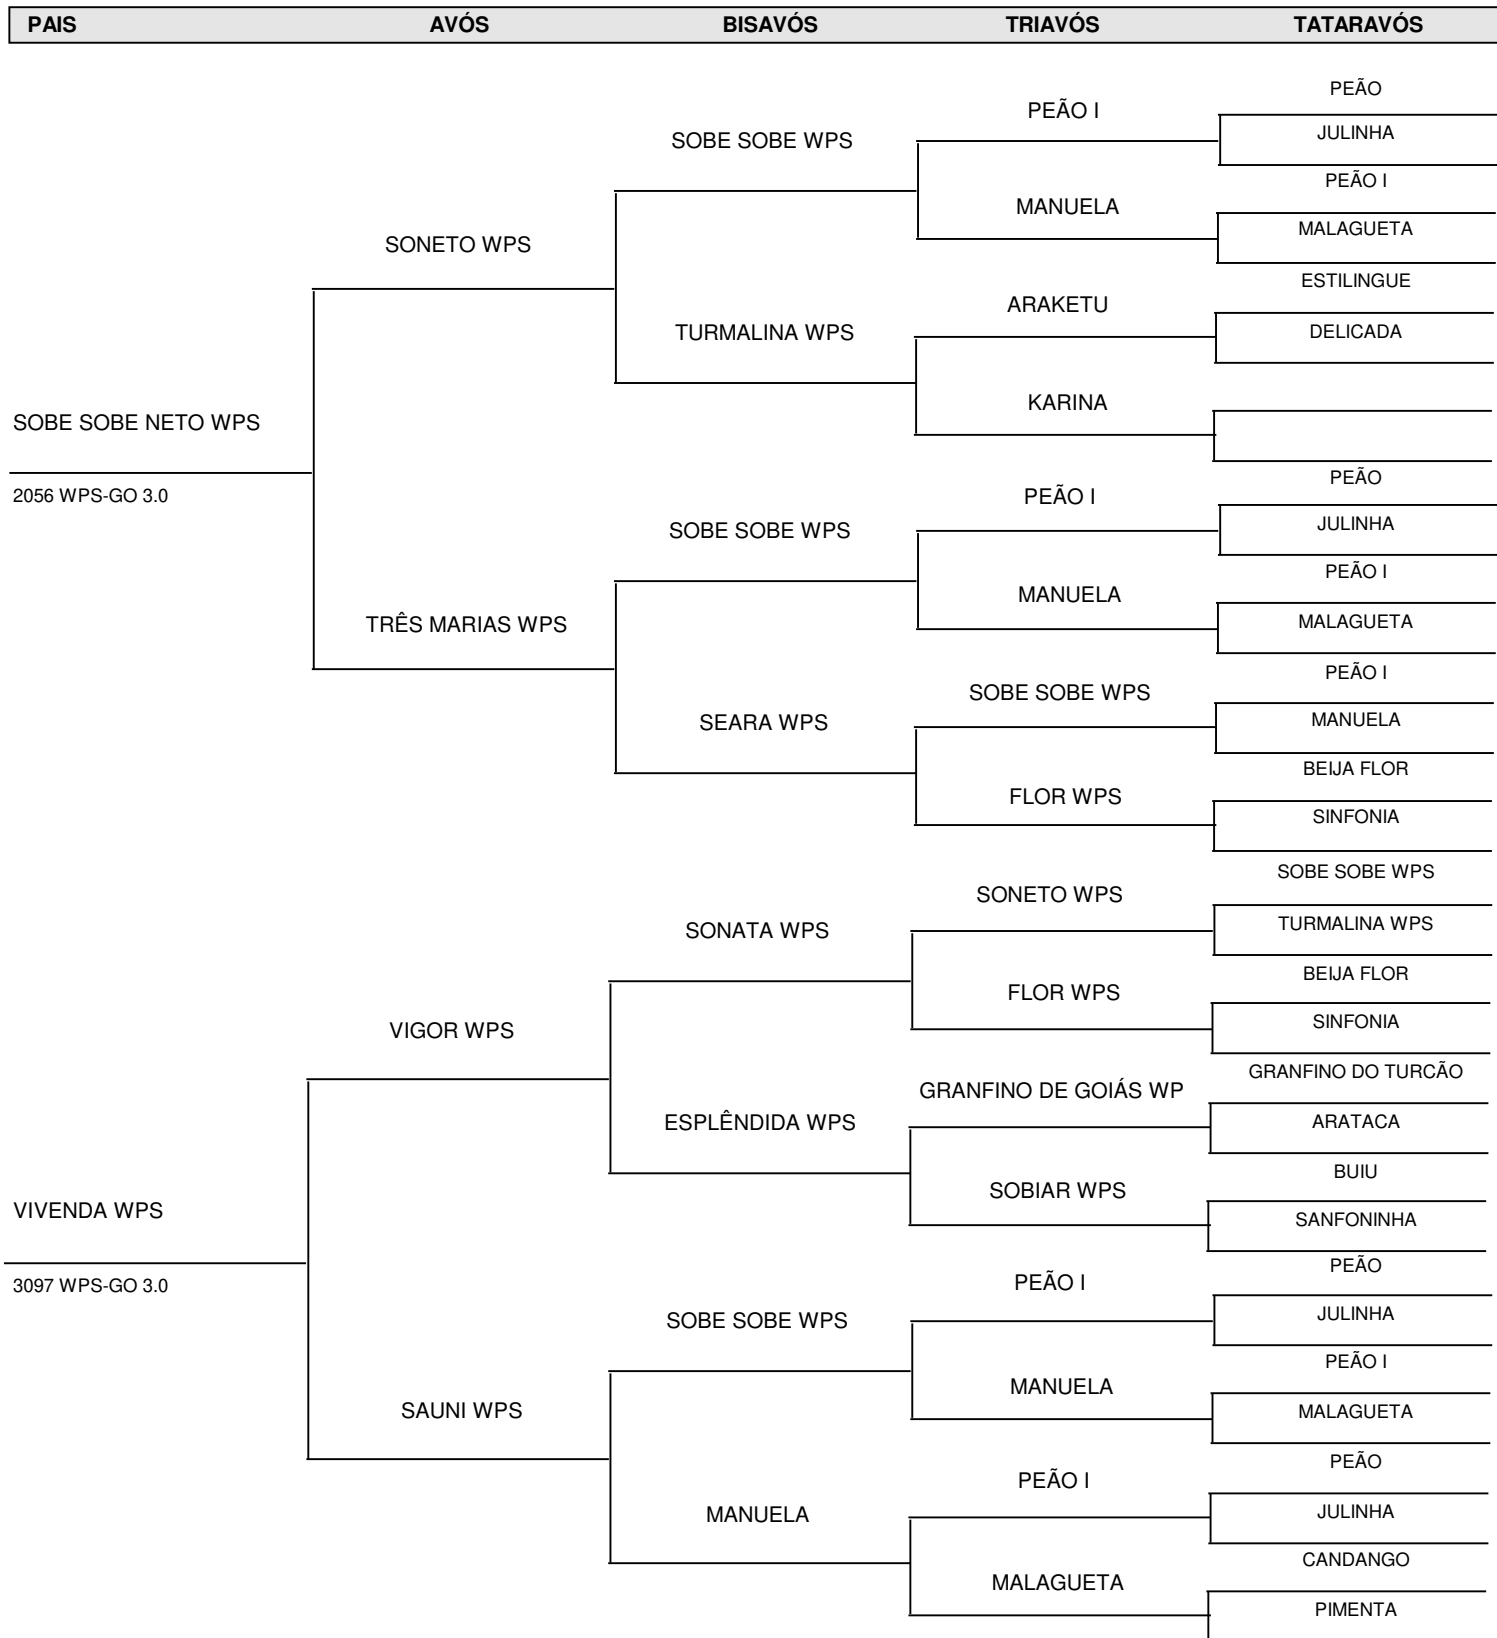 PAIS AVÓS BISAVÓS TRIAVÓS TATARAVÓS
PEÃO
PEÃO I
JULINHA
SOBE SOBE WPS
PEÃO I
MANUELA
MALAGUETA
SONETO WPS
ESTILINGUE
ARAKETU
TURMALINA WPS
DELICADA
KARINA
SOBE SOBE NETO WPS
2056 WPS-GO 3.0
PEÃO
PEÃO I
JULINHA
SOBE SOBE WPS
PEÃO I
MANUELA
MALAGUETA
TRÊS MARIAS WPS
PEÃO I
SOBE SOBE WPS
SEARA WPS
MANUELA
BEIJA FLOR
FLOR WPS
SINFONIA
SOBE SOBE WPS
SONETO WPS
TURMALINA WPS
SONATA WPS
BEIJA FLOR
FLOR WPS
SINFONIA
VIGOR WPS
GRANFINO DO TURCÃO
GRANFINO DE GOIÁS WP
ESPLÊNDIDA WPS
ARATACA
BUIU
SOBIAR WPS
VIVENDA WPS
SANFONINHA
3097 WPS-GO 3.0
PEÃO
PEÃO I
JULINHA
SOBE SOBE WPS
PEÃO I
MANUELA
MALAGUETA
SAUNI WPS
PEÃO
PEÃO I
MANUELA
JULINHA
CANDANGO
MALAGUETA
PIMENTA